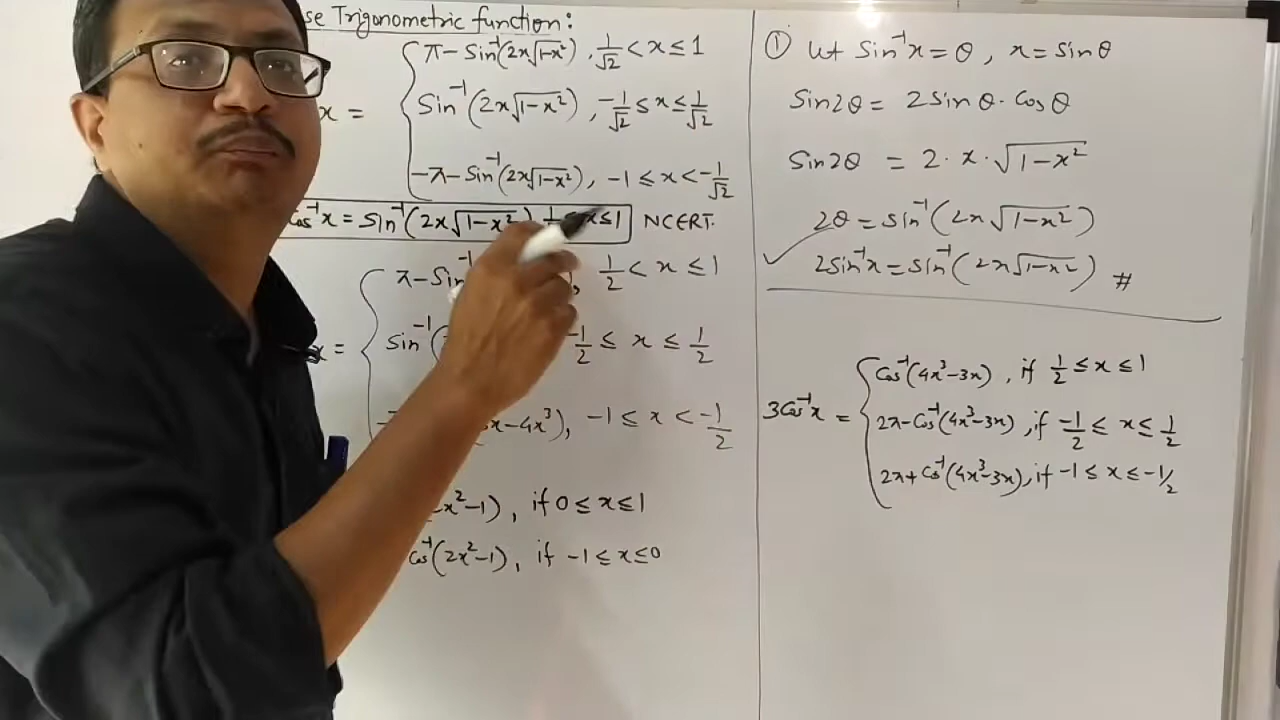 se Trigonometric function:
x = { π – Sin⁻¹(2x√1–x²) , 1/√2 < x ≤ 1
Sin⁻¹(2x√1–x²) , –1/√2 ≤ x ≤ 1/√2
–π – Sin⁻¹(2x√1–x²) , –1 ≤ x < –1/√2
Cos⁻¹x = Sin⁻¹(2x√1–x²) x ≤ 1 NCERT.
π – Sin⁻¹ , 1/2 < x ≤ 1
x = { Sin⁻¹( –1/2 ≤ x ≤ 1/2
x – 4x³), –1 ≤ x < –1/2
x² – 1) , if 0 ≤ x ≤ 1
Cos⁻¹(2x² – 1) , if –1 ≤ x ≤ 0
① Let Sin⁻¹x = θ , x = Sinθ
Sin2θ = 2Sinθ·Cosθ
Sin2θ = 2·x·√1–x²
2θ = Sin⁻¹(2x√1–x²)
2Sin⁻¹x = Sin⁻¹(2x√1–x²) #
3Cos⁻¹x = { Cos⁻¹(4x³–3x) , if 1/2 ≤ x ≤ 1
2π – Cos⁻¹(4x³–3x) , if –1/2 ≤ x ≤ 1/2
2π + Cos⁻¹(4x³–3x) , if –1 ≤ x ≤ –1/2